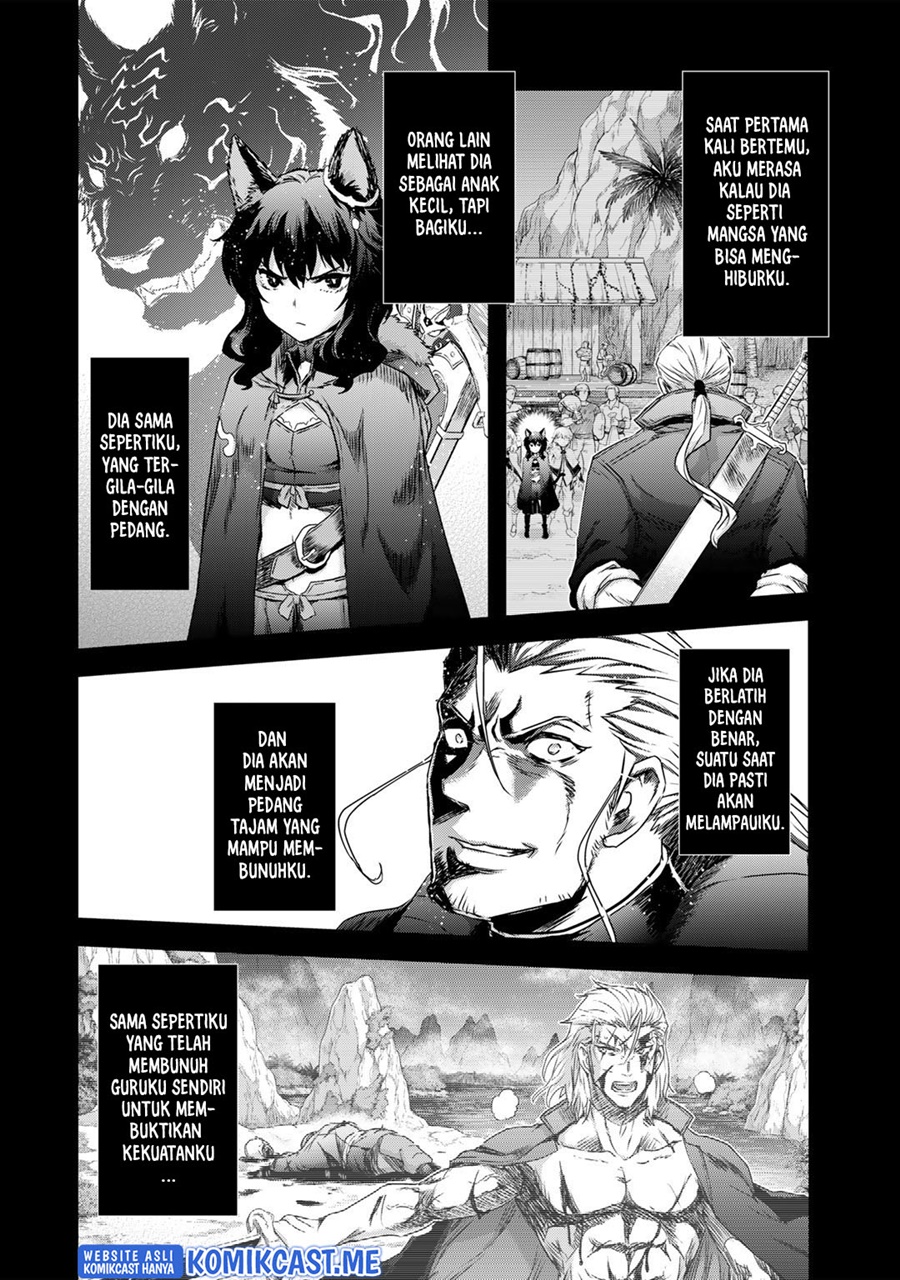 SAAT PERTAMA
KALI BERTEMU,
AKU MERASA
KALAU DIA
SEPERTI
MANGSA YANG
BISA MENG-
HIBURKU.
ORANG LAIN
MELIHAT DIA
SEBAGAI ANAK
KECIL, TAPI
BAGIKU...
DIA SAMA
SEPERTIKU,
YANG TER-
GILA-GILA
DENGAN
PEDANG.
JIKA DIA
BERLATIH
DENGAN
BENAR,
SUATU SAAT
DIA PASTI
AKAN
MELAMPAUIKU.
DAN
DIA AKAN
MENJADI
PEDANG
TAJAM YANG
MAMPU MEM-
BUNUHKU.
SAMA SEPERTIKU
YANG TELAH
MEMBUNUH
GURUKU SENDIRI
UNTUK MEM-
BUKTIKAN
KEKUATANKU
...
WEBSITE ASLI
KOMIKCAST HANYA
KOMIKCAST.ME